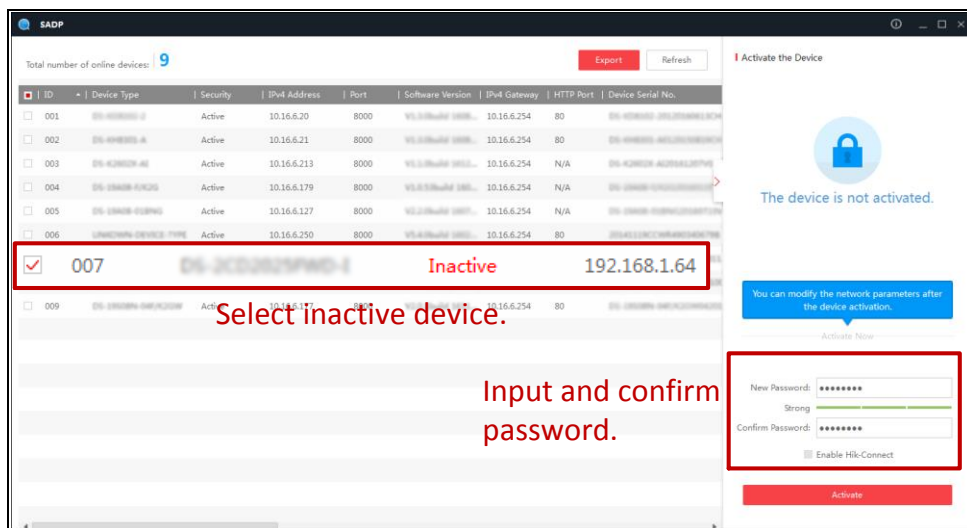 SADP
Total number of online devices: 9
Export
Refresh
ID | Device Type | Security | IPv4 Address | Port | Software Version | IPv4 Gateway | HTTP Port | Device Serial No.
001 Active 10.16.6.20 8000 10.16.6.254 80
002 Active 10.16.6.21 8000 10.16.6.254 80
003 Active 10.16.6.213 8000 10.16.6.254 N/A
004 Active 10.16.6.179 8000 10.16.6.254 N/A
005 Active 10.16.6.127 8000 10.16.6.254 N/A
006 Active 10.16.6.250 8000 10.16.6.254 80
007 Inactive 192.168.1.64
009 8000 10.16.6.254 80
Select inactive device.
Input and confirm
password.
Activate the Device
The device is not activated.
You can modify the network parameters after
the device activation.
Activate Now
New Password:
Strong
Confirm Password:
Enable Hik-Connect
Activate